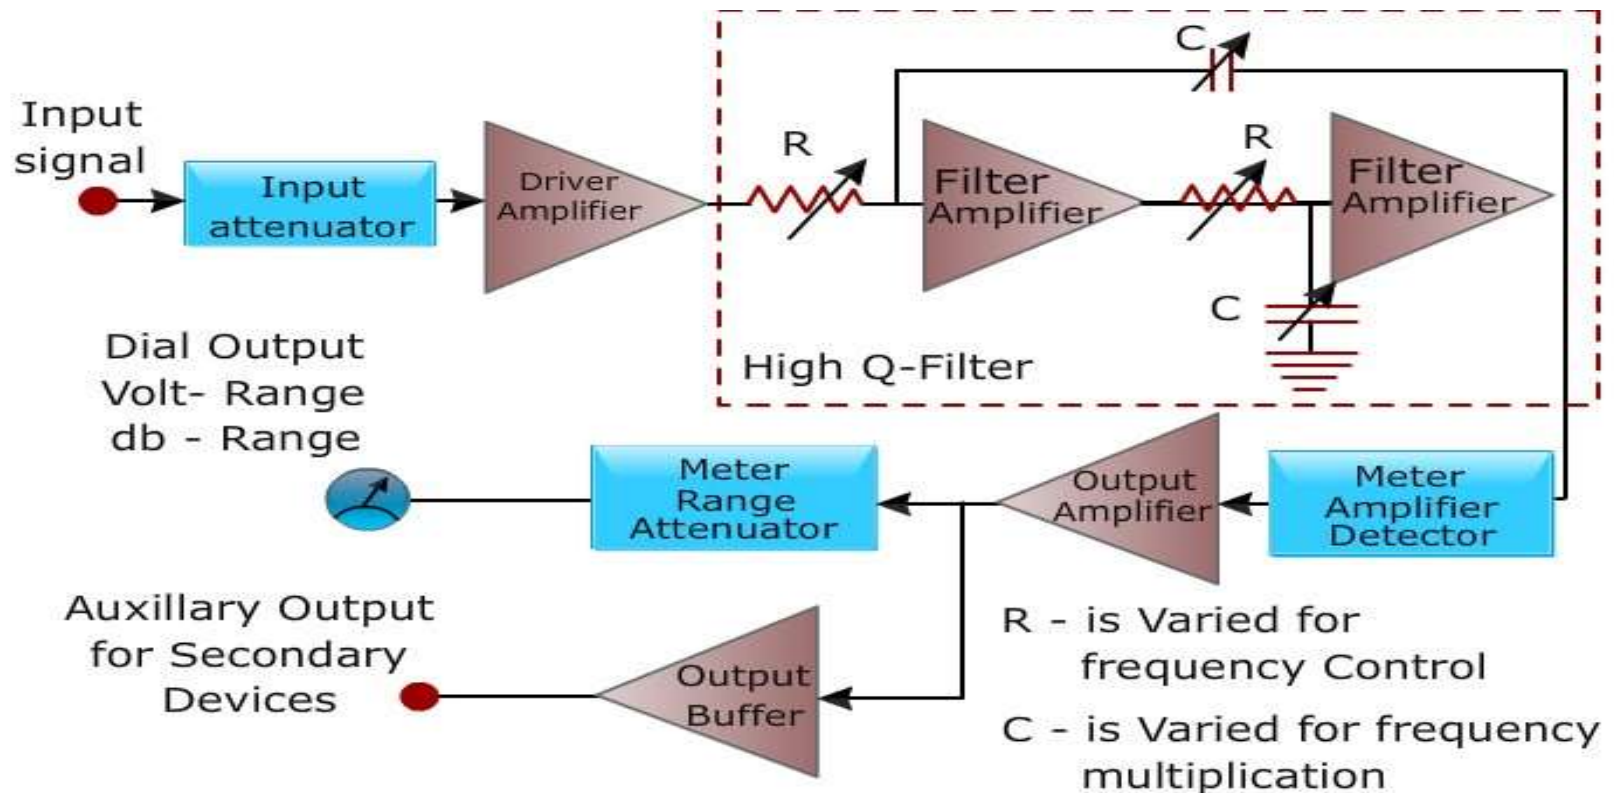 Input
signal
Input
attenuator
Driver
Amplifier
R
C
Filter
Amplifier
R
Filter
Amplifier
C
High Q-Filter
Dial Output
Volt- Range
db - Range
Meter
Range
Attenuator
Output
Amplifier
Meter
Amplifier
Detector
Auxillary Output
for Secondary
Devices
Output
Buffer
R - is Varied for
frequency Control
C - is Varied for frequency
multiplication